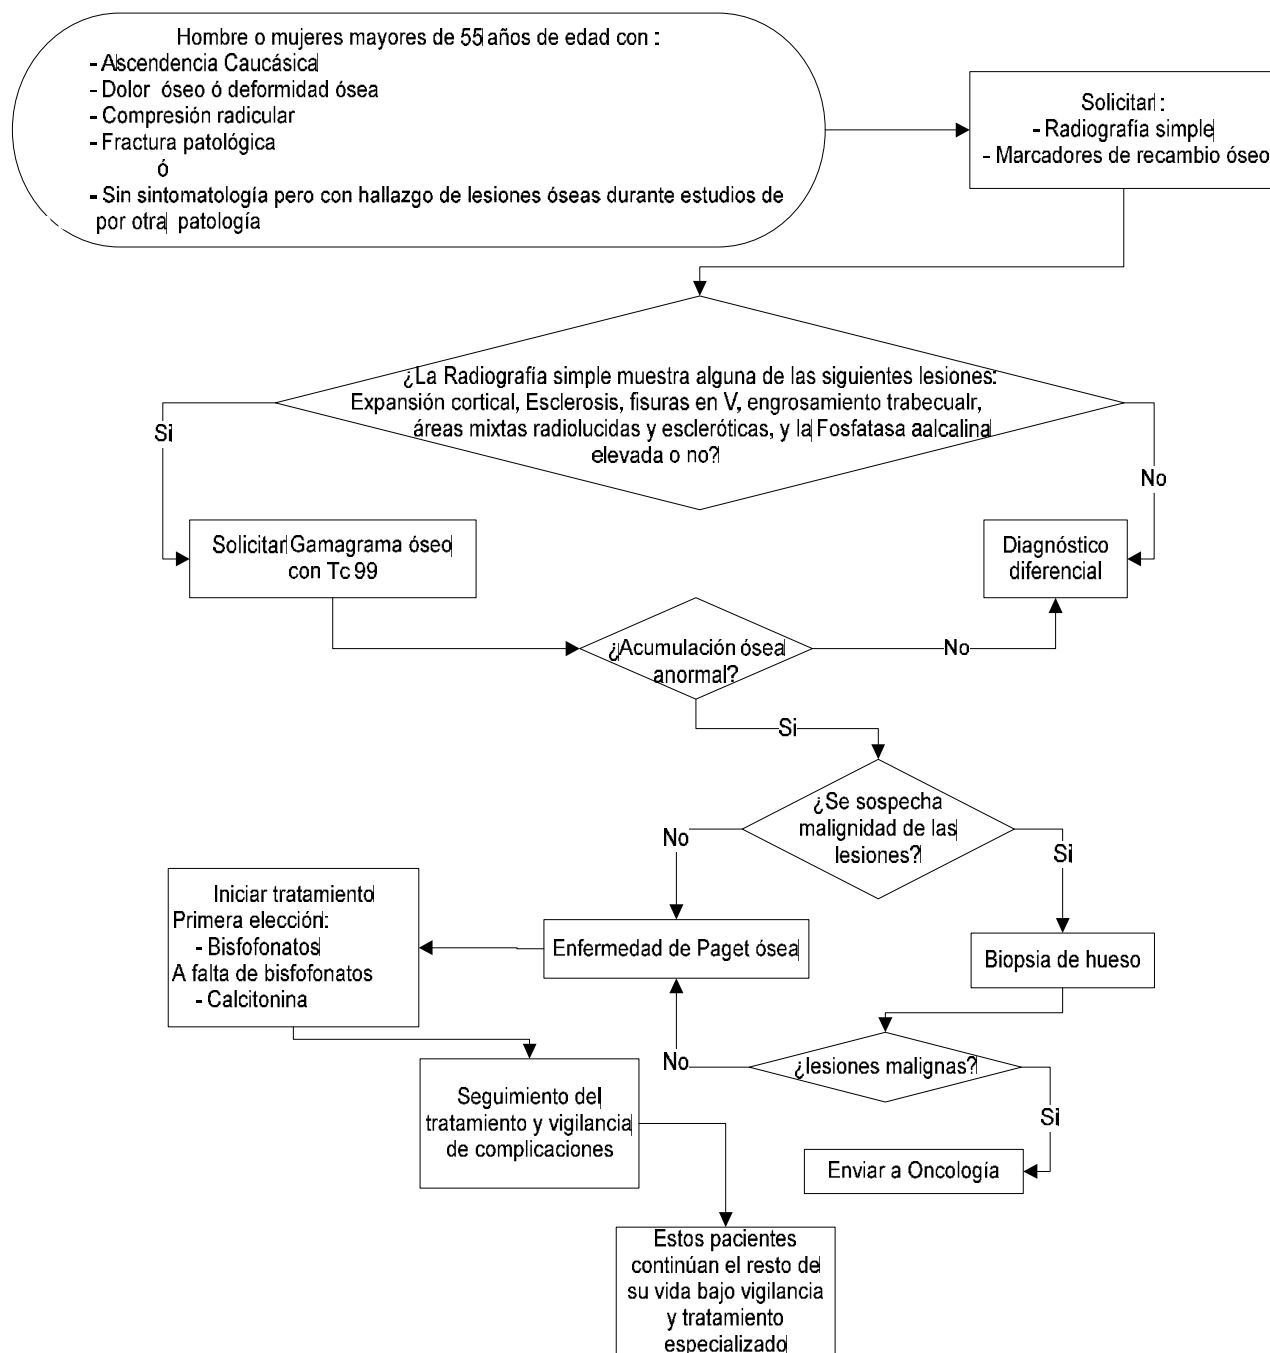 Hombre o mujeres mayores de 55 años de edad con :
- Ascendencia Caucásica
- Dolor óseo ó deformidad ósea
- Compresión radicular
- Fractura patológica
ó
- Sin sintomatología pero con hallazgo de lesiones óseas durante estudios de
por otra patología
Solicitar :
- Radiografía simple
- Marcadores de recambio óseo
¿La Radiografía simple muestra alguna de las siguientes lesiones:
Expansión cortical, Esclerosis, fisuras en V, engrosamiento trabecualr,
áreas mixtas radiolucidas y escleróticas, y la Fosfatasa aalcalina
elevada o no?
Si
No
Solicitar Gamagrama óseo
con Tc 99
Diagnóstico
diferencial
¿Acumulación ósea
anormal?
No
Si
¿Se sospecha
malignidad de las
lesiones?
No
Si
Iniciar tratamiento
Primera elección:
- Bisfofonatos
A falta de bisfofonatos
- Calcitonina
Enfermedad de Paget ósea
Biopsia de hueso
¿lesiones malignas?
No
Si
Seguimiento del
tratamiento y vigilancia
de complicaciones
Enviar a Oncología
Estos pacientes
continúan el resto de
su vida bajo vigilancia
y tratamiento
especializado